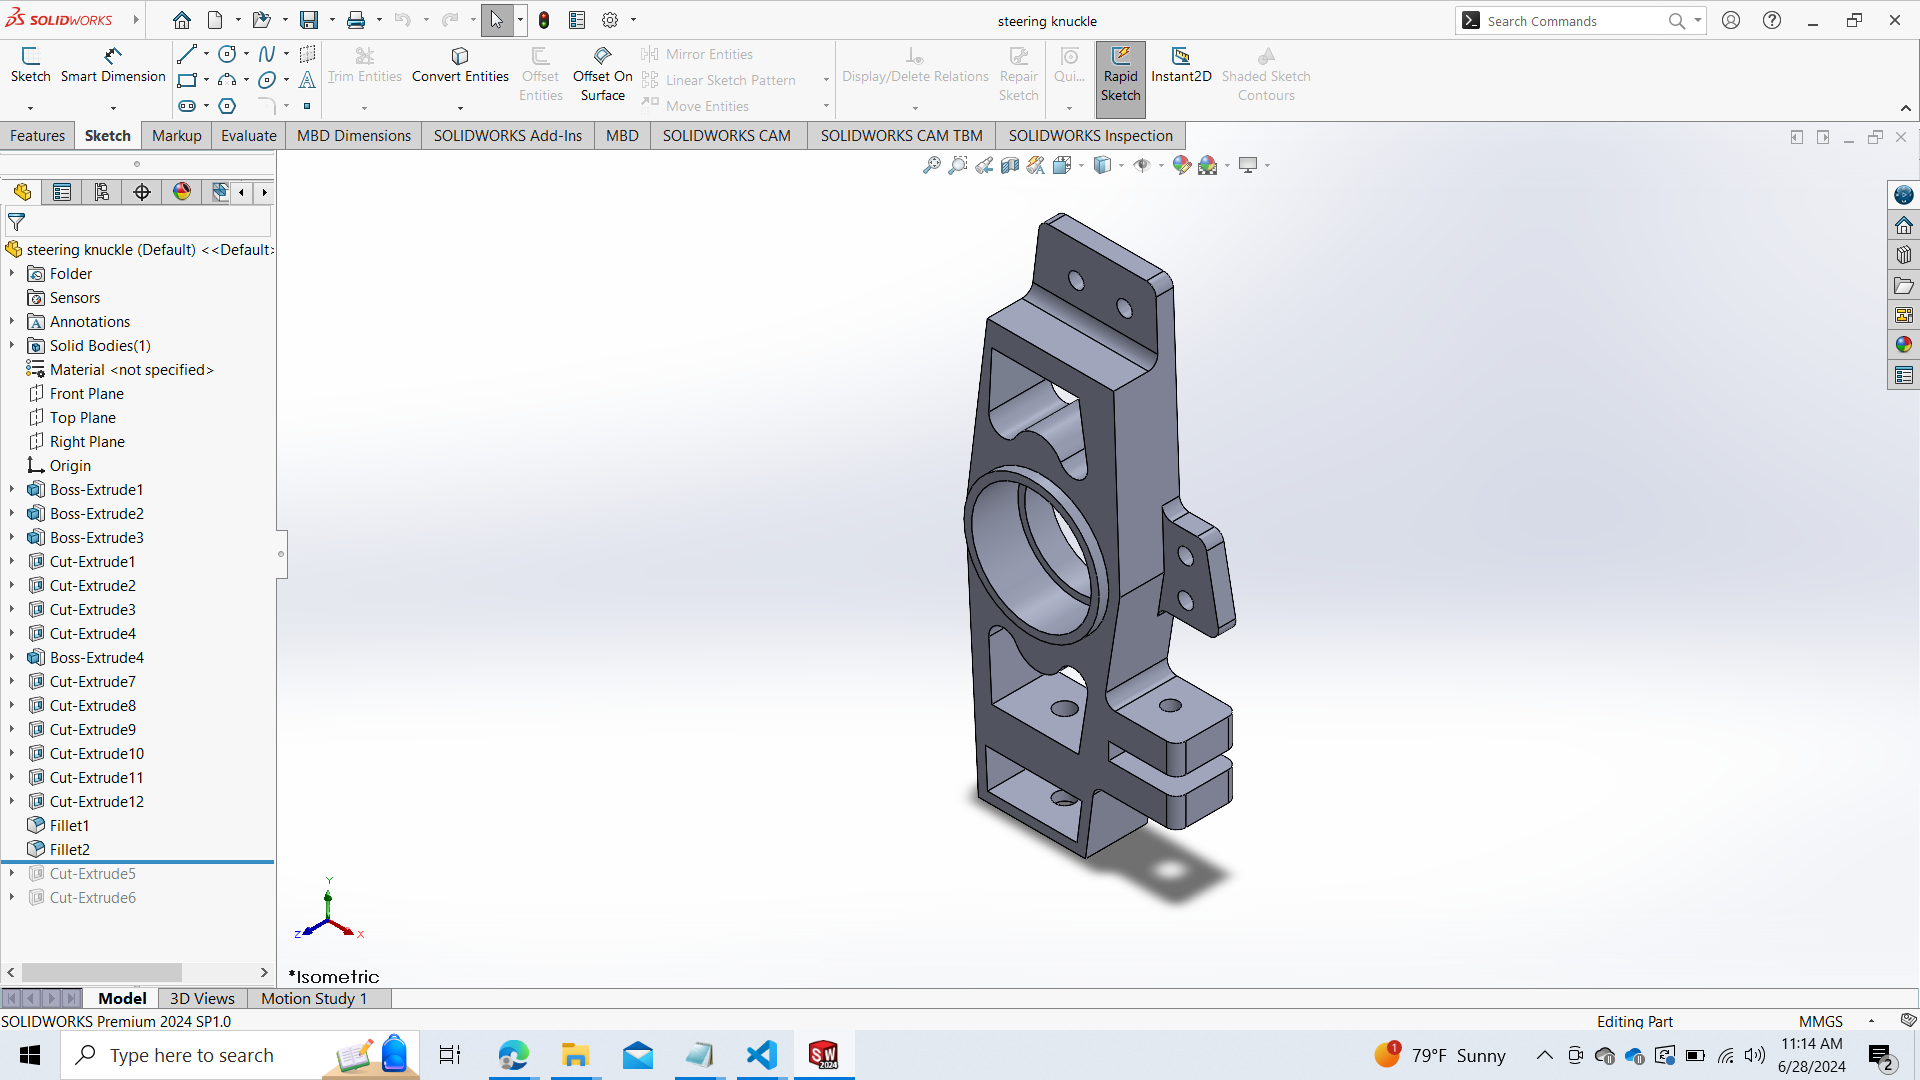 SOLIDWORKS
steering knuckle
Search Commands
Sketch
Smart Dimension
Trim Entities
Convert Entities
Offset
Entities
Offset On
Surface
Mirror Entities
Linear Sketch Pattern
Move Entities
Display/Delete Relations
Repair
Sketch
Qui...
Rapid
Sketch
Instant2D
Shaded Sketch
Contours
Features
Sketch
Markup
Evaluate
MBD Dimensions
SOLIDWORKS Add-Ins
MBD
SOLIDWORKS CAM
SOLIDWORKS CAM TBM
SOLIDWORKS Inspection
steering knuckle (Default) <<Default>
Folder
Sensors
Annotations
Solid Bodies(1)
Material <not specified>
Front Plane
Top Plane
Right Plane
Origin
Boss-Extrude1
Boss-Extrude2
Boss-Extrude3
Cut-Extrude1
Cut-Extrude2
Cut-Extrude3
Cut-Extrude4
Boss-Extrude4
Cut-Extrude7
Cut-Extrude8
Cut-Extrude9
Cut-Extrude10
Cut-Extrude11
Cut-Extrude12
Fillet1
Fillet2
Cut-Extrude5
Cut-Extrude6
Y
Z
X
*Isometric
Model
3D Views
Motion Study 1
SOLIDWORKS Premium 2024 SP1.0
Editing Part
MMGS
Type here to search
SW
2024
1
79°F Sunny
11:14 AM
6/28/2024
2